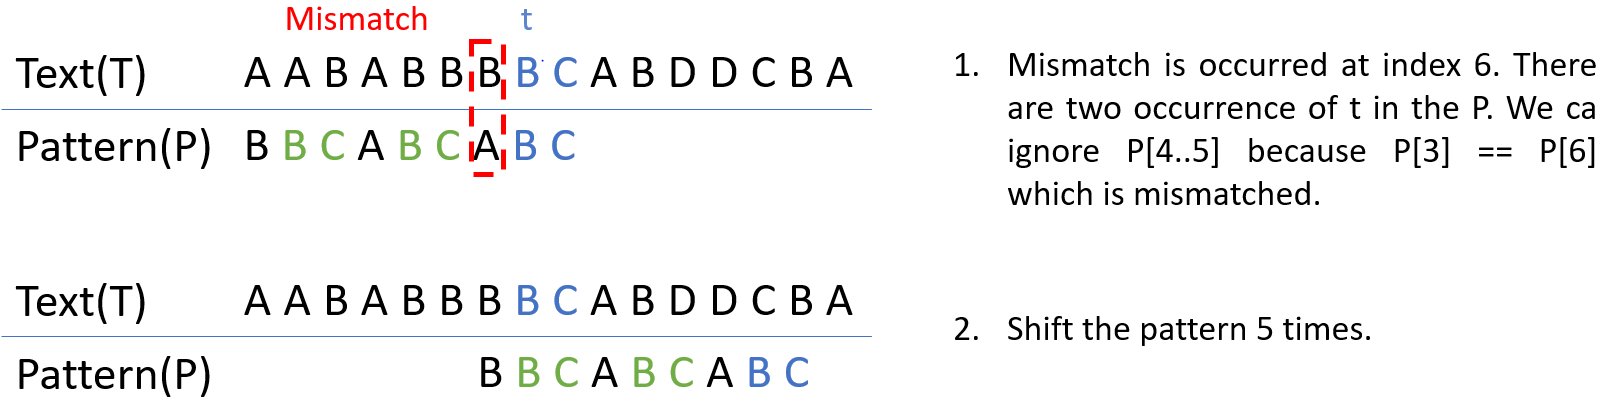 Mismatch t
Text(T) A A B A B B B B C A B D D C B A
Pattern(P) B B C A B C A B C
1. Mismatch is occurred at index 6. There
are two occurrence of t in the P. We ca
ignore P[4..5] because P[3] == P[6]
which is mismatched.
Text(T) A A B A B B B B C A B D D C B A
Pattern(P) B B C A B C A B C
2. Shift the pattern 5 times.